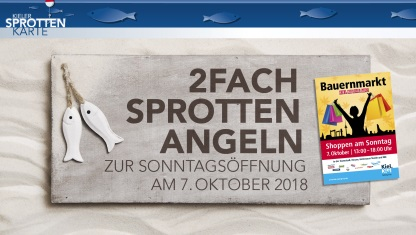 KIELER
SPROTTEN
KARTE
2FACH
SPROTTEN
ANGELN
ZUR SONNTAGSÖFFNUNG
AM 7. OKTOBER 2018
Bauernmarkt
Shoppen am Sonntag
7. Oktober | 13:00 - 18:00 Uhr
Kiel